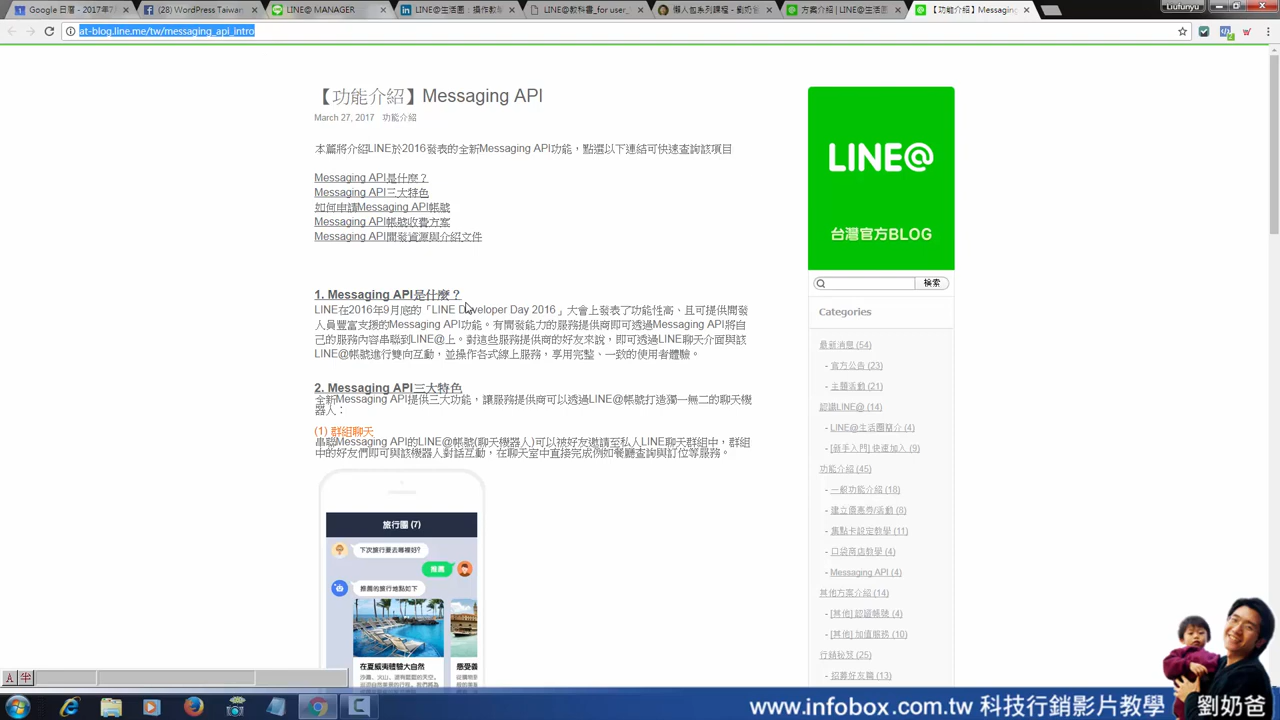 Google 日曆 - 2017年7
(28) WordPress Taiwan
LINE@ MANAGER
LINE@生活圈：操作教
LINE@教科書_for_user_
懶人包系列課程 - 劉奶
方案介紹 | LINE@生活
【功能介紹】Messaging
Liufunyu
at-blog.line.me/tw/messaging_api_intro
【功能介紹】Messaging API
March 27, 2017 功能介紹
本篇將介紹LINE於2016發表的全新Messaging API功能，點選以下連結可快速查詢該項目
Messaging API是什麼？
Messaging API三大特色
如何申請Messaging API帳號
Messaging API帳號收費方案
Messaging API開發資源與介紹文件
1. Messaging API是什麼？
LINE在2016年9月底的「LINE Developer Day 2016」大會上發表了功能性高、且可提供開發
人員豐富支援的Messaging API功能。有開發能力的服務提供商即可透過Messaging API將自
己的服務內容串聯到LINE@上。對這些服務提供商的好友來說，即可透過LINE聊天介面與該
LINE@帳號進行雙向互動，並操作各式線上服務，享用完整、一致的使用者體驗。
2. Messaging API三大特色
全新Messaging API提供三大功能，讓服務提供商可以透過LINE@帳號打造獨一無二的聊天機
器人：
(1) 群組聊天
串聯Messaging API的LINE@帳號(聊天機器人)可以被好友邀請至私人LINE聊天群組中，群組
中的好友們即可與該機器人對話互動，在聊天室中直接完成例如餐廳查詢與訂位等服務。
旅行團 (7)
下次旅行要去哪裡好?
推薦
推薦的旅行地點如下
在夏威夷體驗大自然
感受義
沙灘、火山、還有藍藍的天空。
LINE@
台灣官方BLOG
檢索
Categories
最新消息 (54)
- 官方公告 (23)
- 主題活動 (21)
認識LINE@ (14)
- LINE@生活圈簡介 (4)
- [新手入門] 快速加入 (9)
功能介紹 (45)
- 一般功能介紹 (18)
- 建立優惠券/活動 (8)
- 集點卡設定教學 (11)
- 口袋商店教學 (4)
- Messaging API (4)
其他方案介紹 (14)
- [其他] 認證帳號 (4)
- [其他] 加值服務 (10)
行銷秘笈 (25)
- 招募好友篇 (13)
A 半
www.infobox.com.tw 科技行銷影片教學 劉奶爸